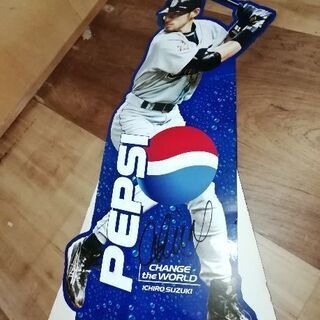 PEPSI
CHANGE
the WORLD
ICHIRO SUZUKI